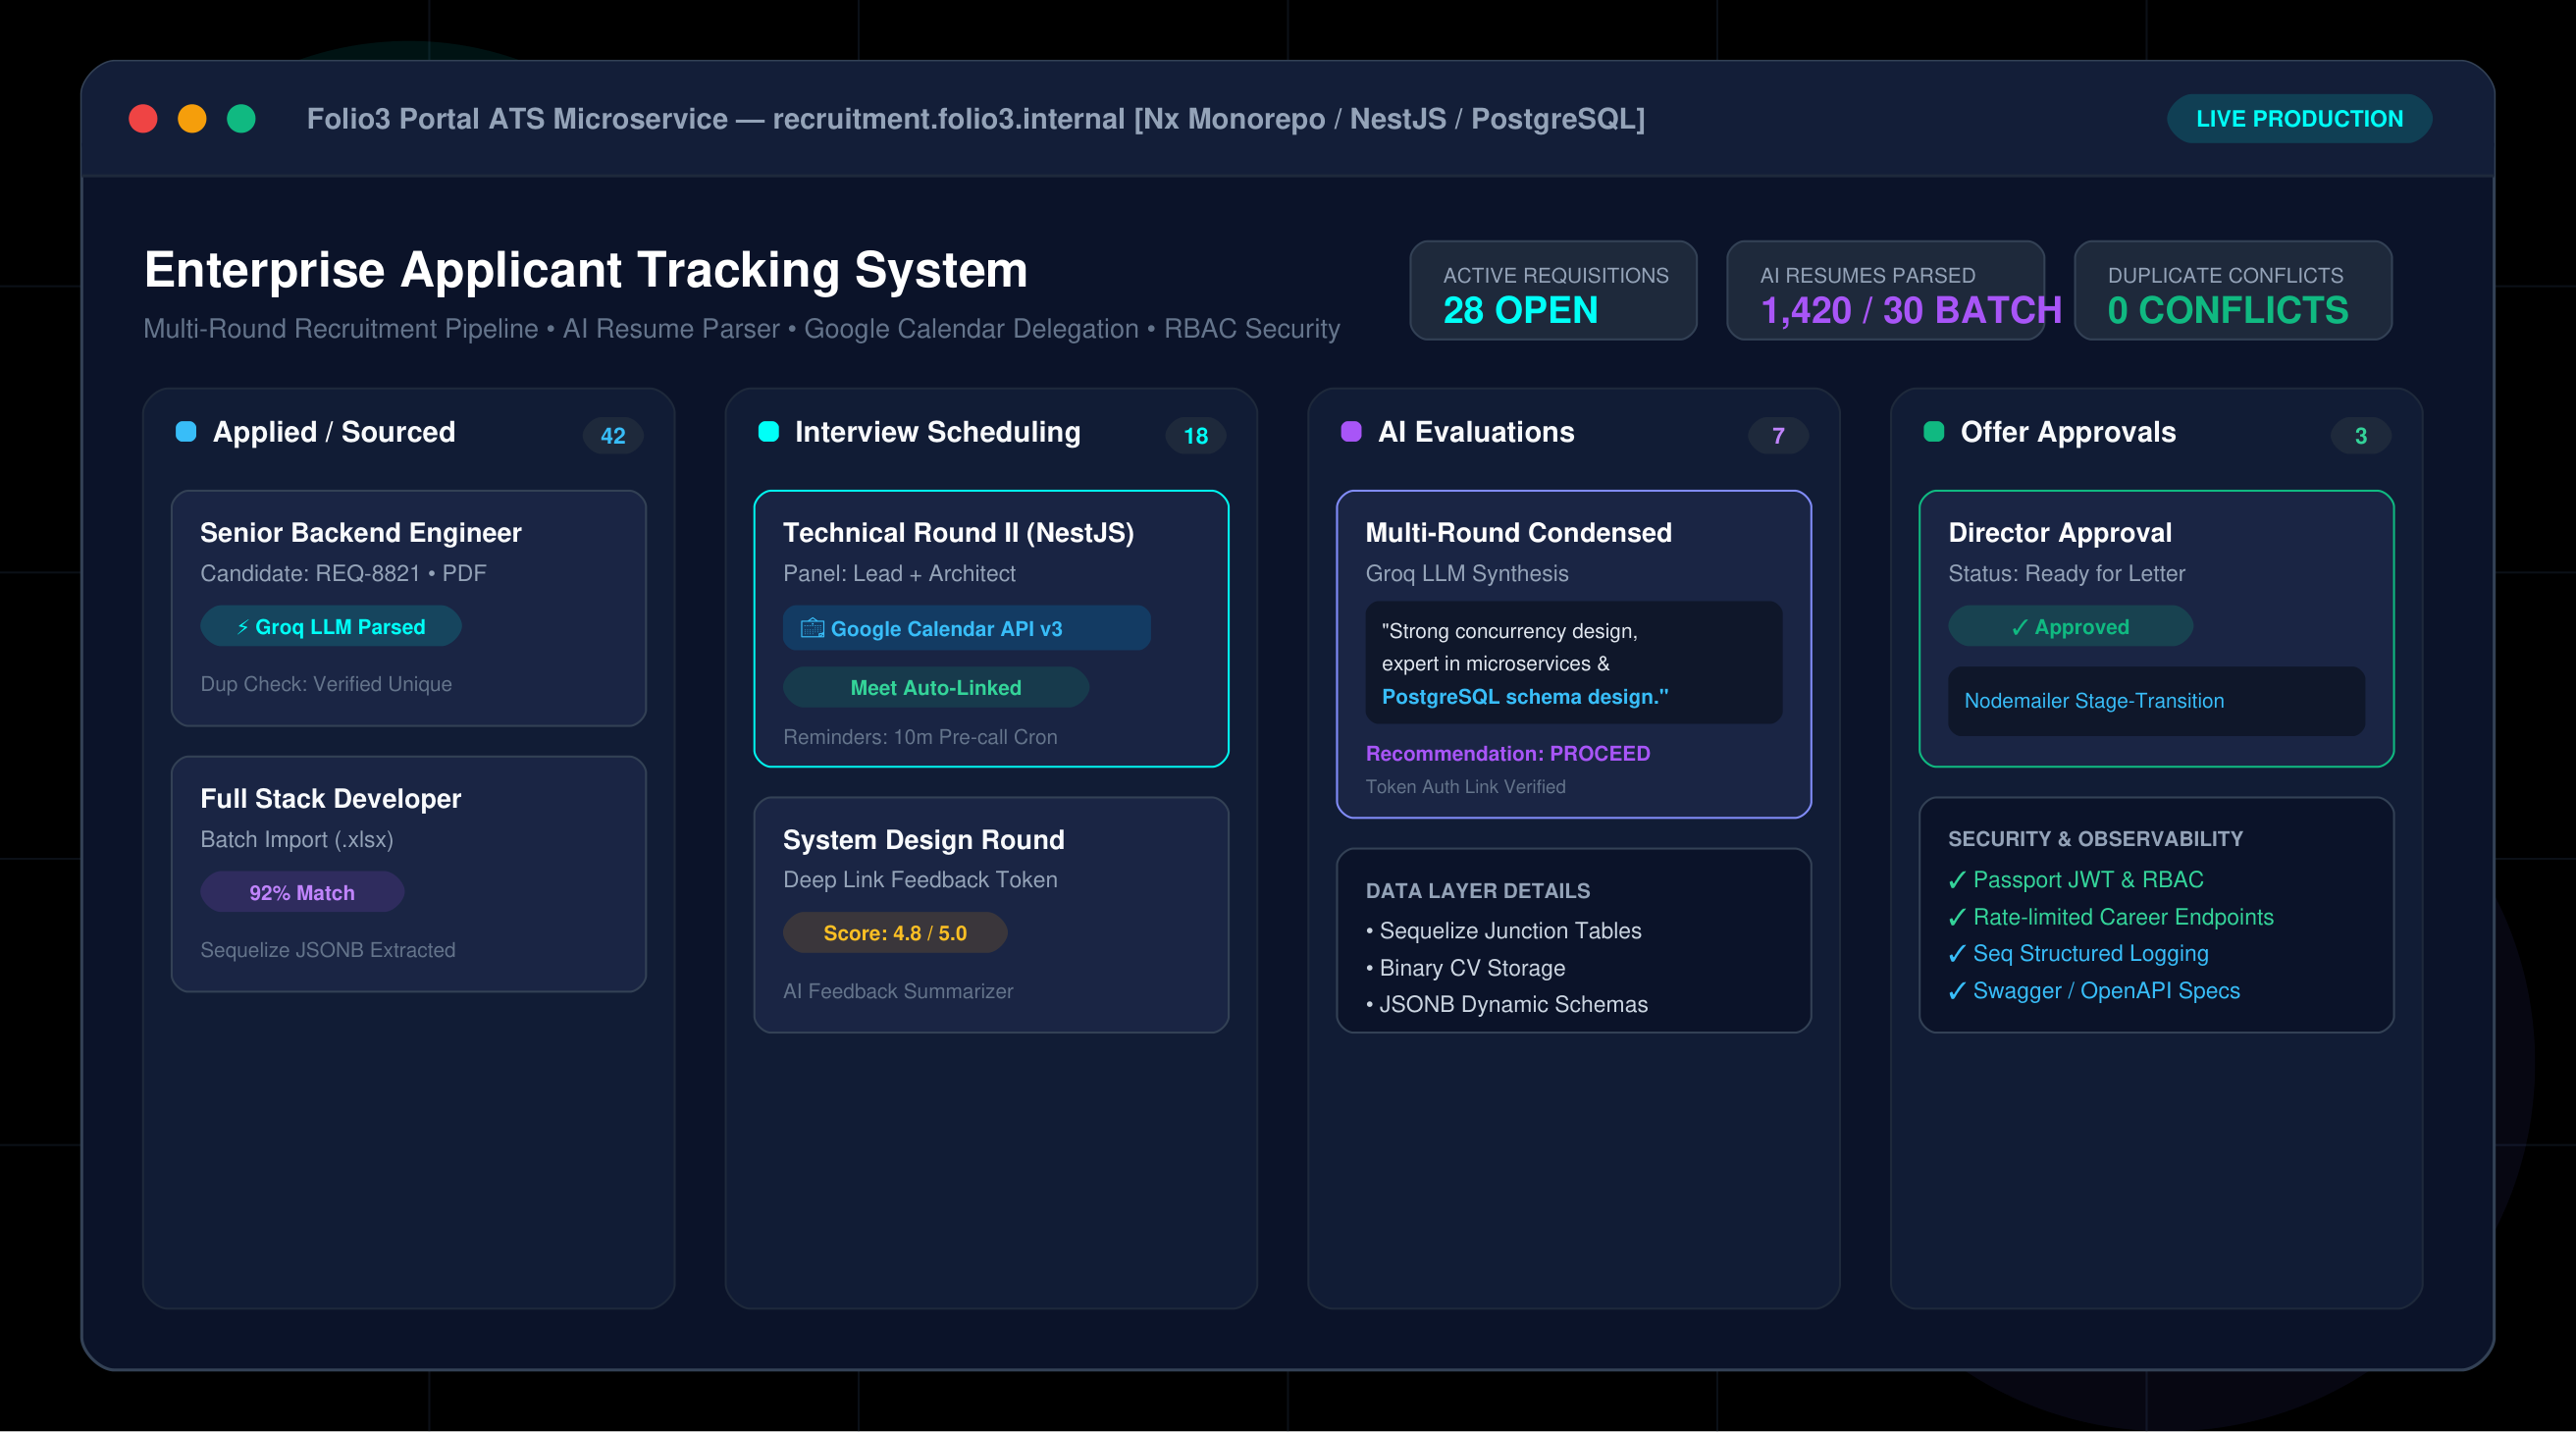 Folio3 Portal ATS Microservice — recruitment.folio3.internal [Nx Monorepo / NestJS / PostgreSQL]
LIVE PRODUCTION
Enterprise Applicant Tracking System
Multi-Round Recruitment Pipeline • AI Resume Parser • Google Calendar Delegation • RBAC Security
ACTIVE REQUISITIONS
28 OPEN
AI RESUMES PARSED
1,420 / 30 BATCH
DUPLICATE CONFLICTS
0 CONFLICTS
Applied / Sourced
42
Senior Backend Engineer
Candidate: REQ-8821 • PDF
⚡ Groq LLM Parsed
Dup Check: Verified Unique
Full Stack Developer
Batch Import (.xlsx)
92% Match
Sequelize JSONB Extracted
Interview Scheduling
18
Technical Round II (NestJS)
Panel: Lead + Architect
📅 Google Calendar API v3
Meet Auto-Linked
Reminders: 10m Pre-call Cron
System Design Round
Deep Link Feedback Token
Score: 4.8 / 5.0
AI Feedback Summarizer
AI Evaluations
7
Multi-Round Condensed
Groq LLM Synthesis
"Strong concurrency design,
expert in microservices &
PostgreSQL schema design."
Recommendation: PROCEED
Token Auth Link Verified
DATA LAYER DETAILS
• Sequelize Junction Tables
• Binary CV Storage
• JSONB Dynamic Schemas
Offer Approvals
3
Director Approval
Status: Ready for Letter
✓ Approved
Nodemailer Stage-Transition
SECURITY & OBSERVABILITY
✓ Passport JWT & RBAC
✓ Rate-limited Career Endpoints
✓ Seq Structured Logging
✓ Swagger / OpenAPI Specs